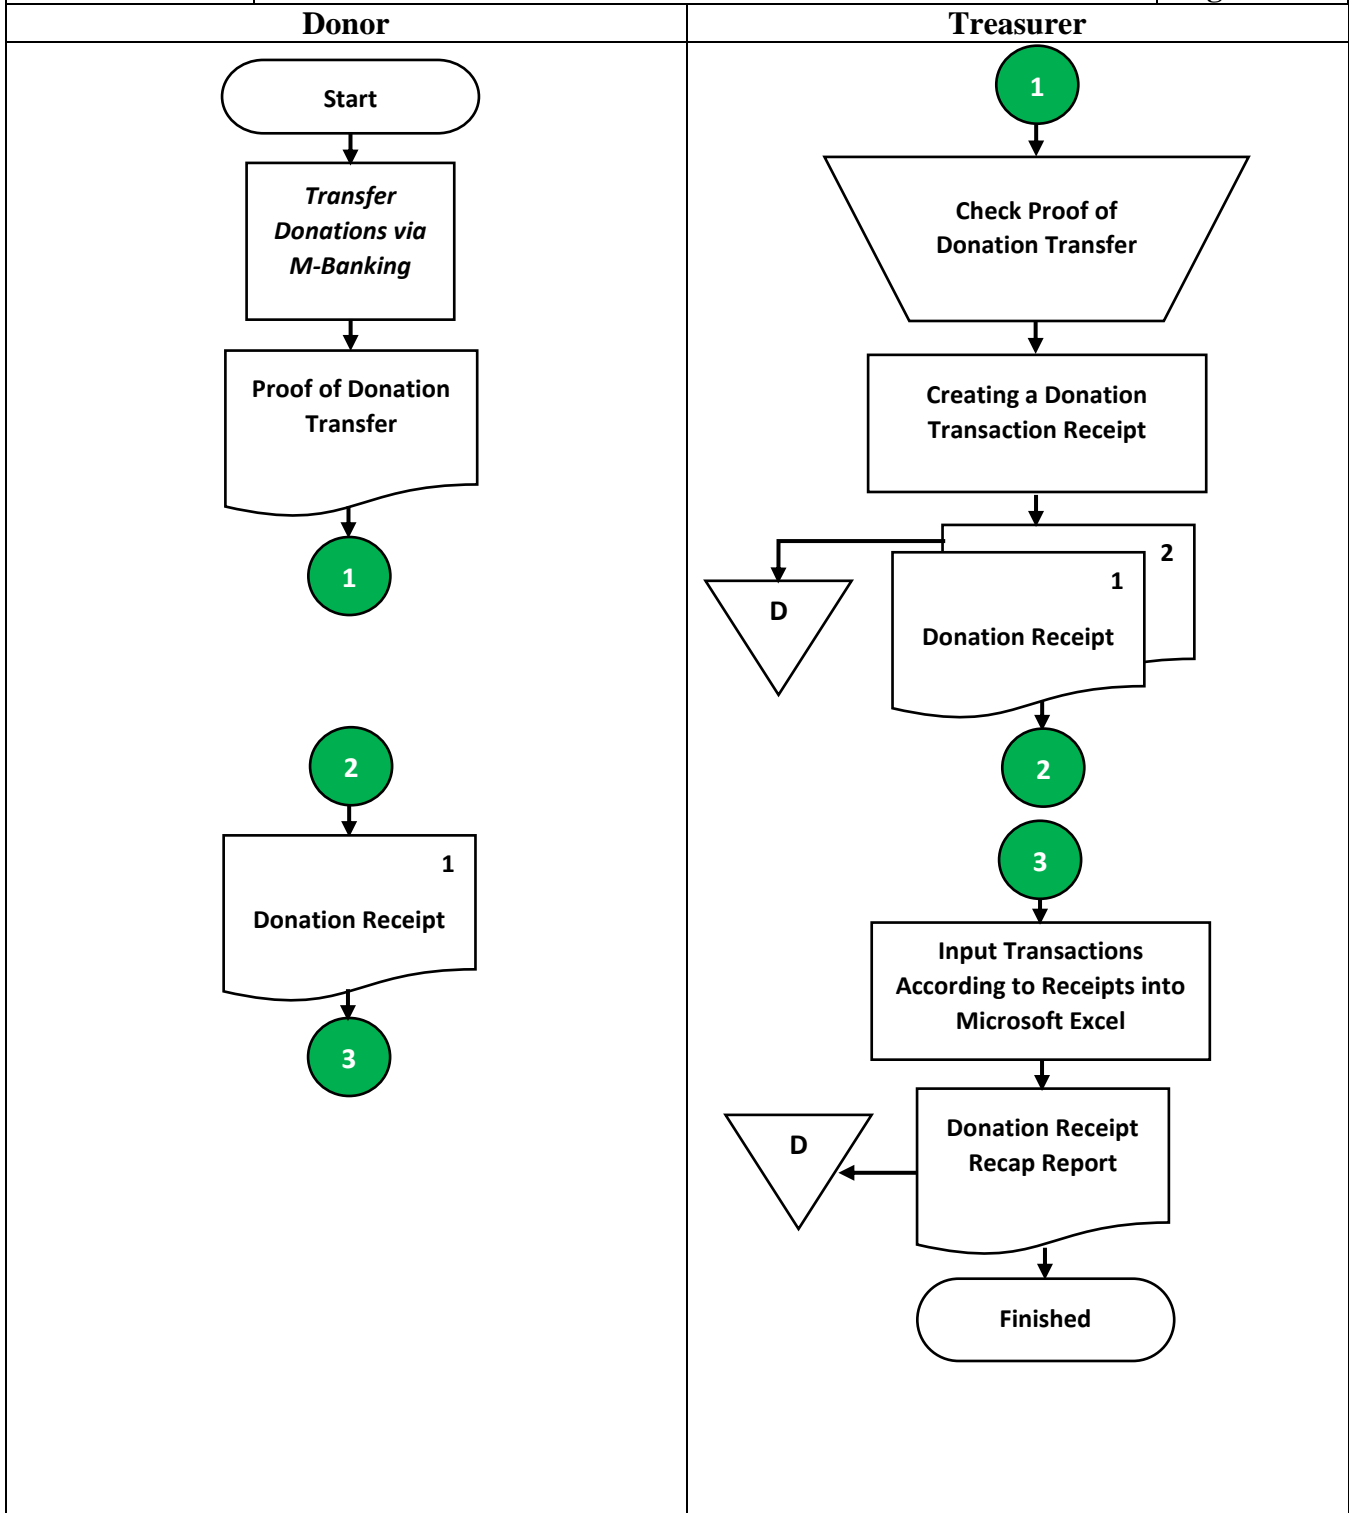 Donor
Treasurer
Start
Transfer
Donations via
M-Banking
Proof of Donation
Transfer
1
2
1
Donation Receipt
3
1
Check Proof of
Donation Transfer
Creating a Donation
Transaction Receipt
2
1
D
Donation Receipt
2
3
Input Transactions
According to Receipts into
Microsoft Excel
Donation Receipt
Recap Report
D
Finished